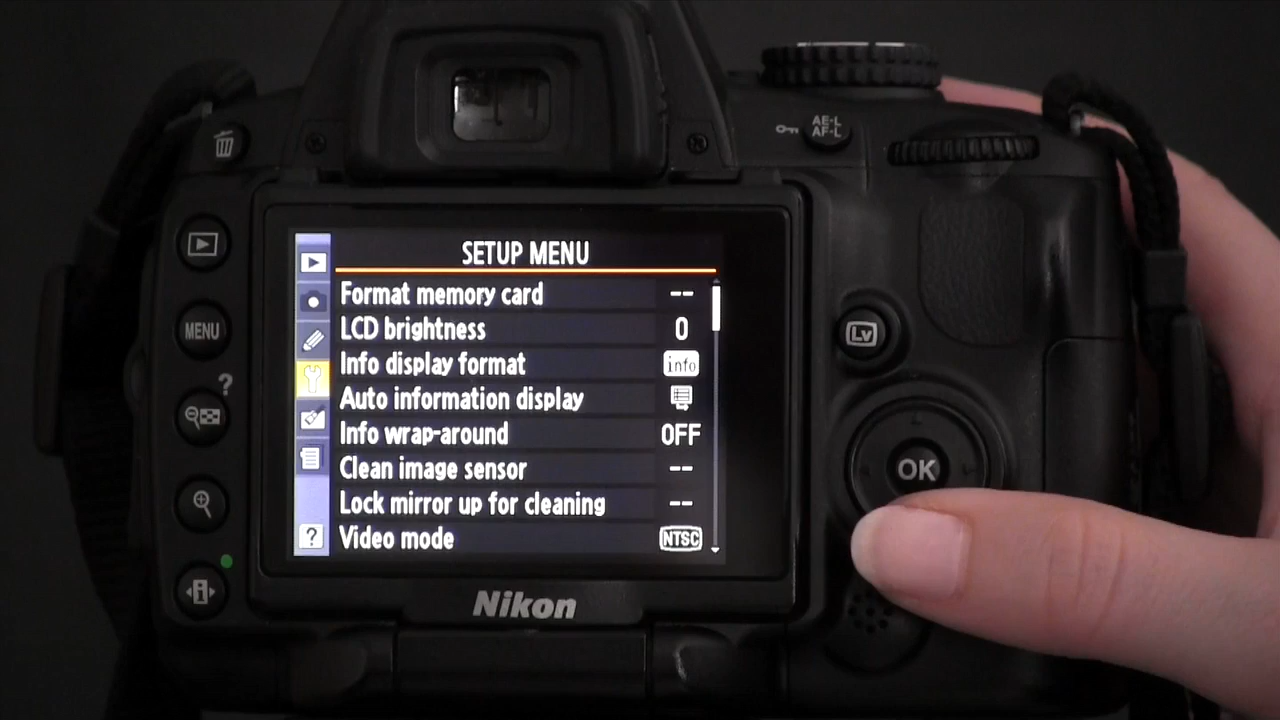 AE-L
AF-L
SETUP MENU
Format memory card --
LCD brightness 0
Info display format info
Auto information display
Info wrap-around OFF
Clean image sensor --
Lock mirror up for cleaning --
Video mode NTSC
?
MENU
?
i
Lv
OK
Nikon